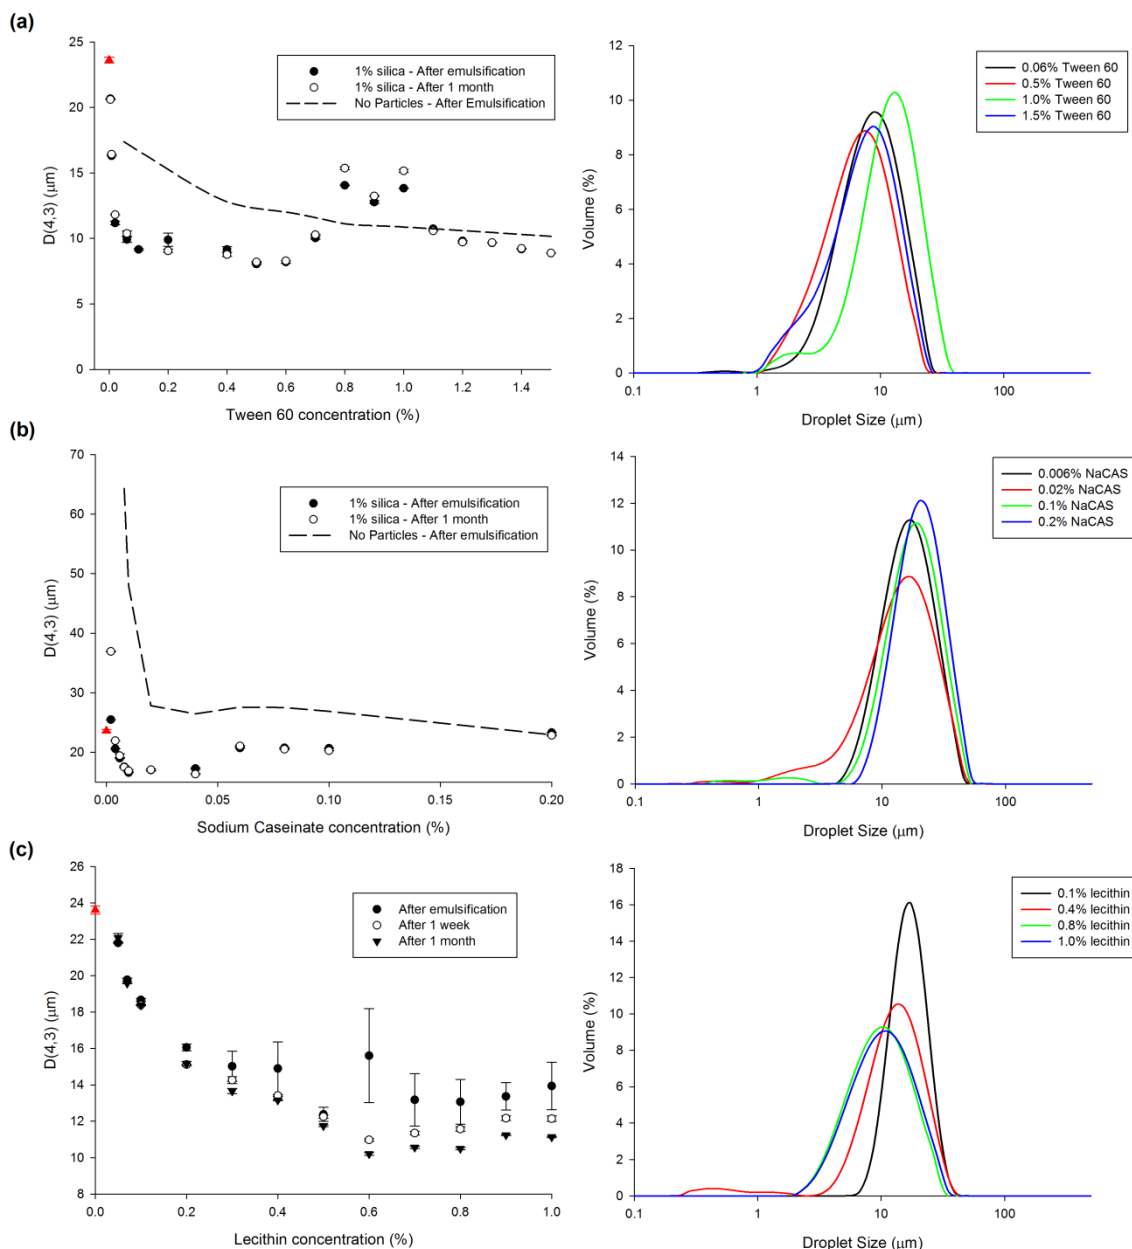 (a)
25
20
15
10
5
0
D(4,3) (μm)
1% silica - After emulsification
1% silica - After 1 month
No Particles - After Emulsification
0.0 0.2 0.4 0.6 0.8 1.0 1.2 1.4
Tween 60 concentration (%)
12
10
8
6
4
2
0
Volume (%)
0.06% Tween 60
0.5% Tween 60
1.0% Tween 60
1.5% Tween 60
0.1 1 10 100
Droplet Size (μm)
(b)
70
60
50
40
30
20
D(4,3) (μm)
1% silica - After emulsification
1% silica - After 1 month
No Particles - After emulsification
0.00 0.05 0.10 0.15 0.20
Sodium Caseinate concentration (%)
14
12
10
8
6
4
2
0
Volume (%)
0.006% NaCAS
0.02% NaCAS
0.1% NaCAS
0.2% NaCAS
0.1 1 10 100
Droplet Size (μm)
(c)
26
24
22
20
18
16
14
12
10
8
D(4,3) (μm)
After emulsification
After 1 week
After 1 month
0.0 0.2 0.4 0.6 0.8 1.0
Lecithin concentration (%)
18
16
14
12
10
8
6
4
2
0
Volume (%)
0.1% lecithin
0.4% lecithin
0.8% lecithin
1.0% lecithin
0.1 1 10 100
Droplet Size (μm)